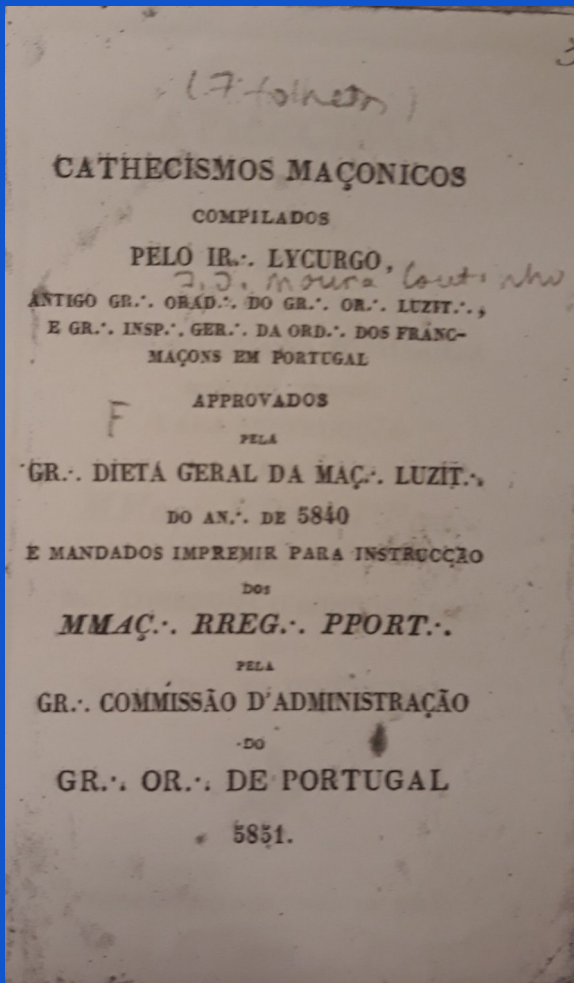 3
(7 folhetos)
CATHECISMOS MAÇONICOS
COMPILADOS
PELO IR.·. LYCURGO,
J. J. Moura Coutinho
ANTIGO GR.·. ORAD.·. DO GR.·. OR.·. LUZIT.·.,
E GR.·. INSP.·. GER.·. DA ORD.·. DOS FRANC-
MAÇONS EM PORTUGAL
APPROVADOS
F
PELA
GR.·. DIETA GERAL DA MAÇ.·. LUZIT.·.
DO AN.·. DE 5840
E MANDADOS IMPREMIR PARA INSTRUCÇÃO
DOS
MMAÇ.·. RREG.·. PPORT.·.
PELA
GR.·. COMMISSÃO D'ADMINISTRAÇÃO
DO
GR.·. OR.·. DE PORTUGAL
5851.